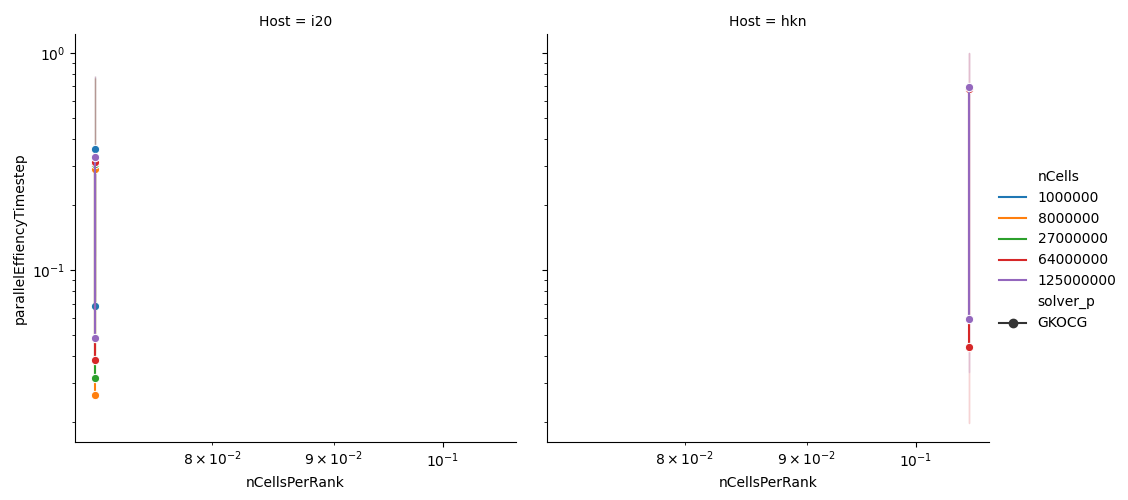 Host = i20
Host = hkn
parallelEffiencyTimestep
10⁰
10⁻¹
8 × 10⁻²
9 × 10⁻²
10⁻¹
nCellsPerRank
8 × 10⁻²
9 × 10⁻²
10⁻¹
nCellsPerRank
nCells
1000000
8000000
27000000
64000000
125000000
solver_p
GKOCG